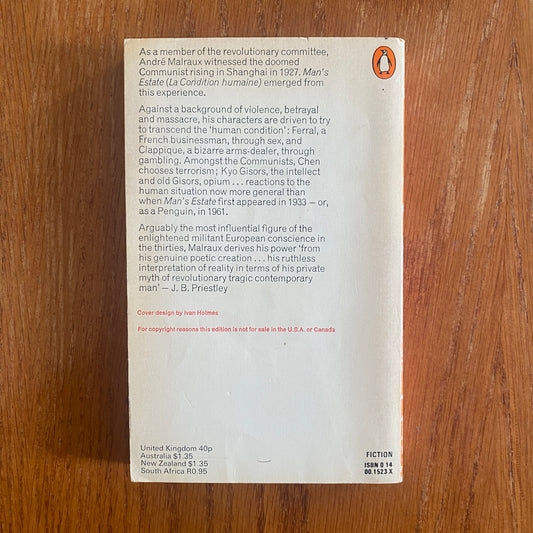 As a member of the revolutionary committee,
André Malraux witnessed the doomed
Communist rising in Shanghai in 1927. Man's
Estate (La Condition humaine) emerged from
this experience.
Against a background of violence, betrayal
and massacre, his characters are driven to try
to transcend the 'human condition': Ferral, a
French businessman, through sex, and
Clappique, a bizarre arms-dealer, through
gambling. Amongst the Communists, Chen
chooses terrorism; Kyo Gisors, the intellect
and old Gisors, opium ... reactions to the
human situation now more general than
when Man's Estate first appeared in 1933 – or,
as a Penguin, in 1961.
Arguably the most influential figure of the
enlightened militant European conscience in
the thirties, Malraux derives his power 'from
his genuine poetic creation ... his ruthless
interpretation of reality in terms of his private
myth of revolutionary tragic contemporary
man' – J. B. Priestley
Cover design by Ivan Holmes
For copyright reasons this edition is not for sale in the U.S.A. or Canada
United Kingdom 40p
Australia $1.35
New Zealand $1.35
South Africa R0.95
FICTION
ISBN 0 14
00.1523 X